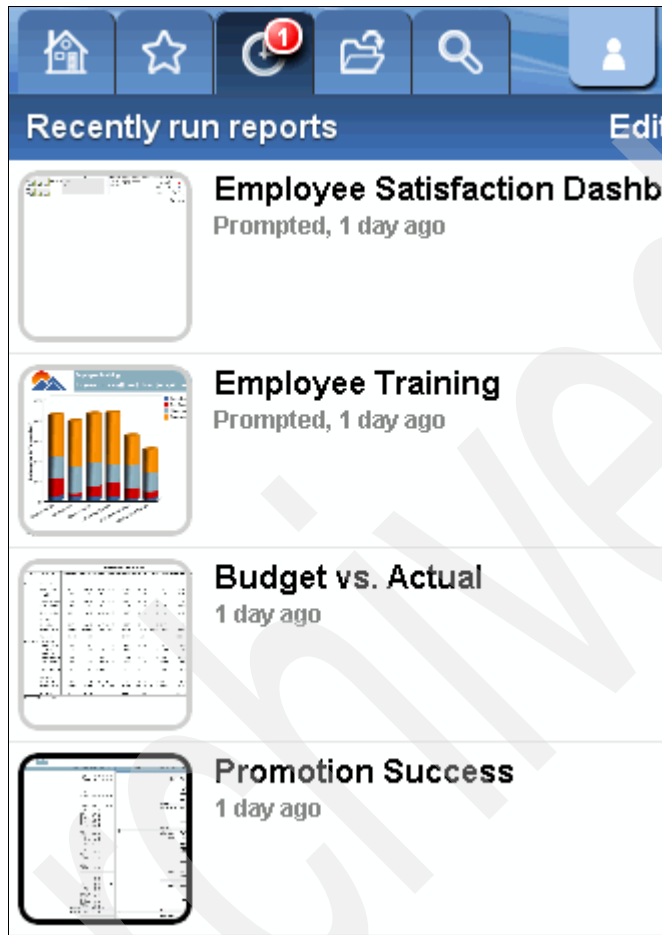 1
Recently run reports Edit
Employee Satisfaction Dashb
Prompted, 1 day ago
Employee Training
Prompted, 1 day ago
Budget vs. Actual
1 day ago
Promotion Success
1 day ago